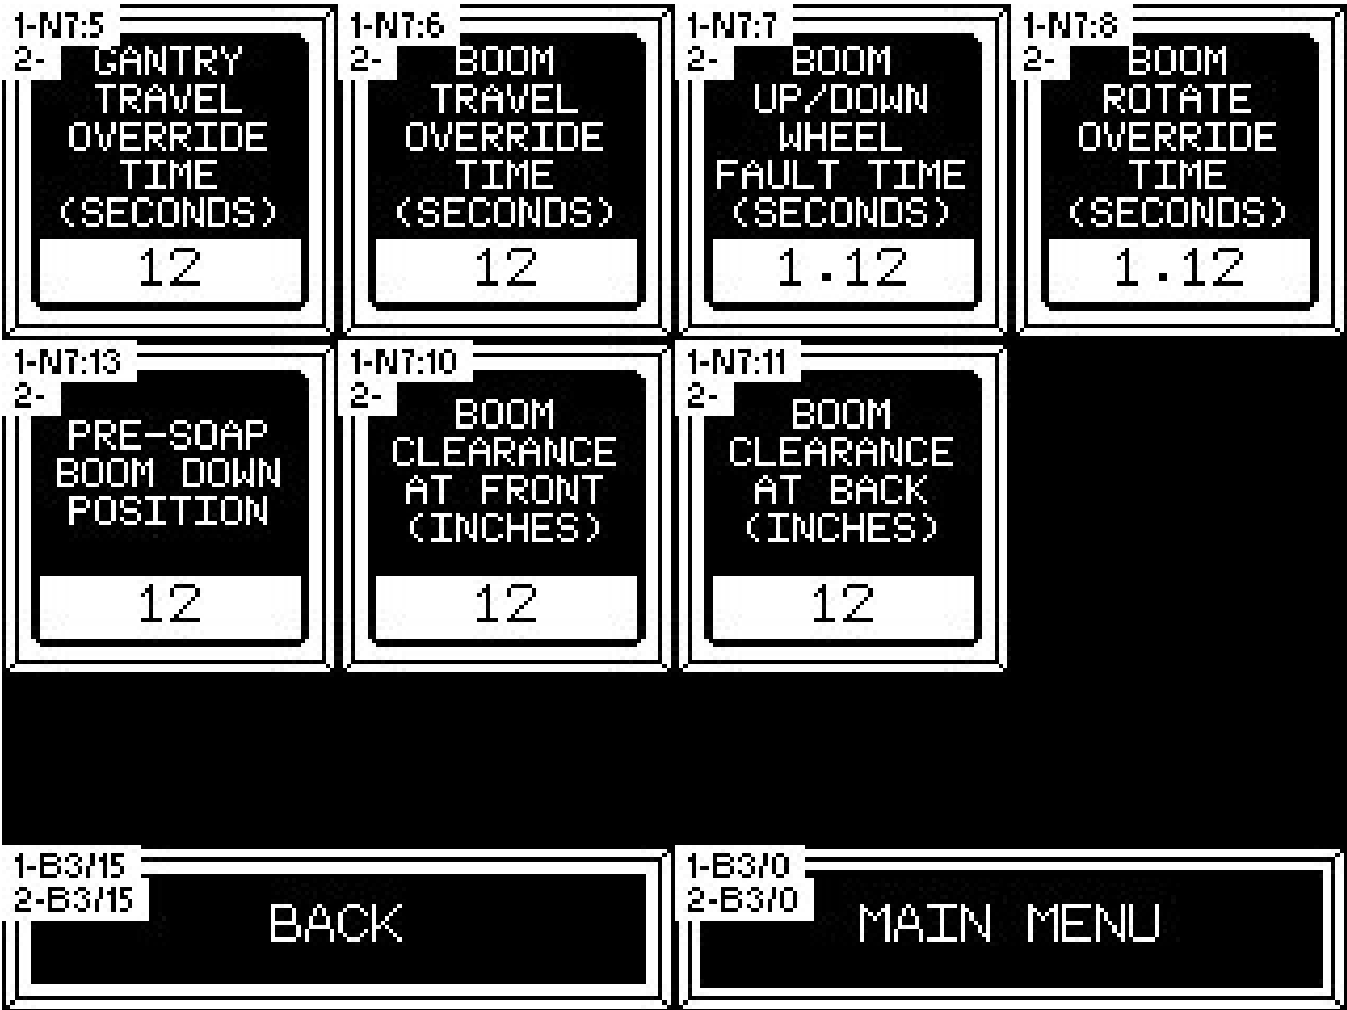 1-N7:5
2-
GANTRY
TRAVEL
OVERRIDE
TIME
(SECONDS)
12
1-N7:6
2-
BOOM
TRAVEL
OVERRIDE
TIME
(SECONDS)
12
1-N7:7
2-
BOOM
UP/DOWN
WHEEL
FAULT TIME
(SECONDS)
1.12
1-N7:8
2-
BOOM
ROTATE
OVERRIDE
TIME
(SECONDS)
1.12
1-N7:13
2-
PRE-SOAP
BOOM DOWN
POSITION
12
1-N7:10
2-
BOOM
CLEARANCE
AT FRONT
(INCHES)
12
1-N7:11
2-
BOOM
CLEARANCE
AT BACK
(INCHES)
12
1-B3/15
2-B3/15
BACK
1-B3/0
2-B3/0
MAIN MENU